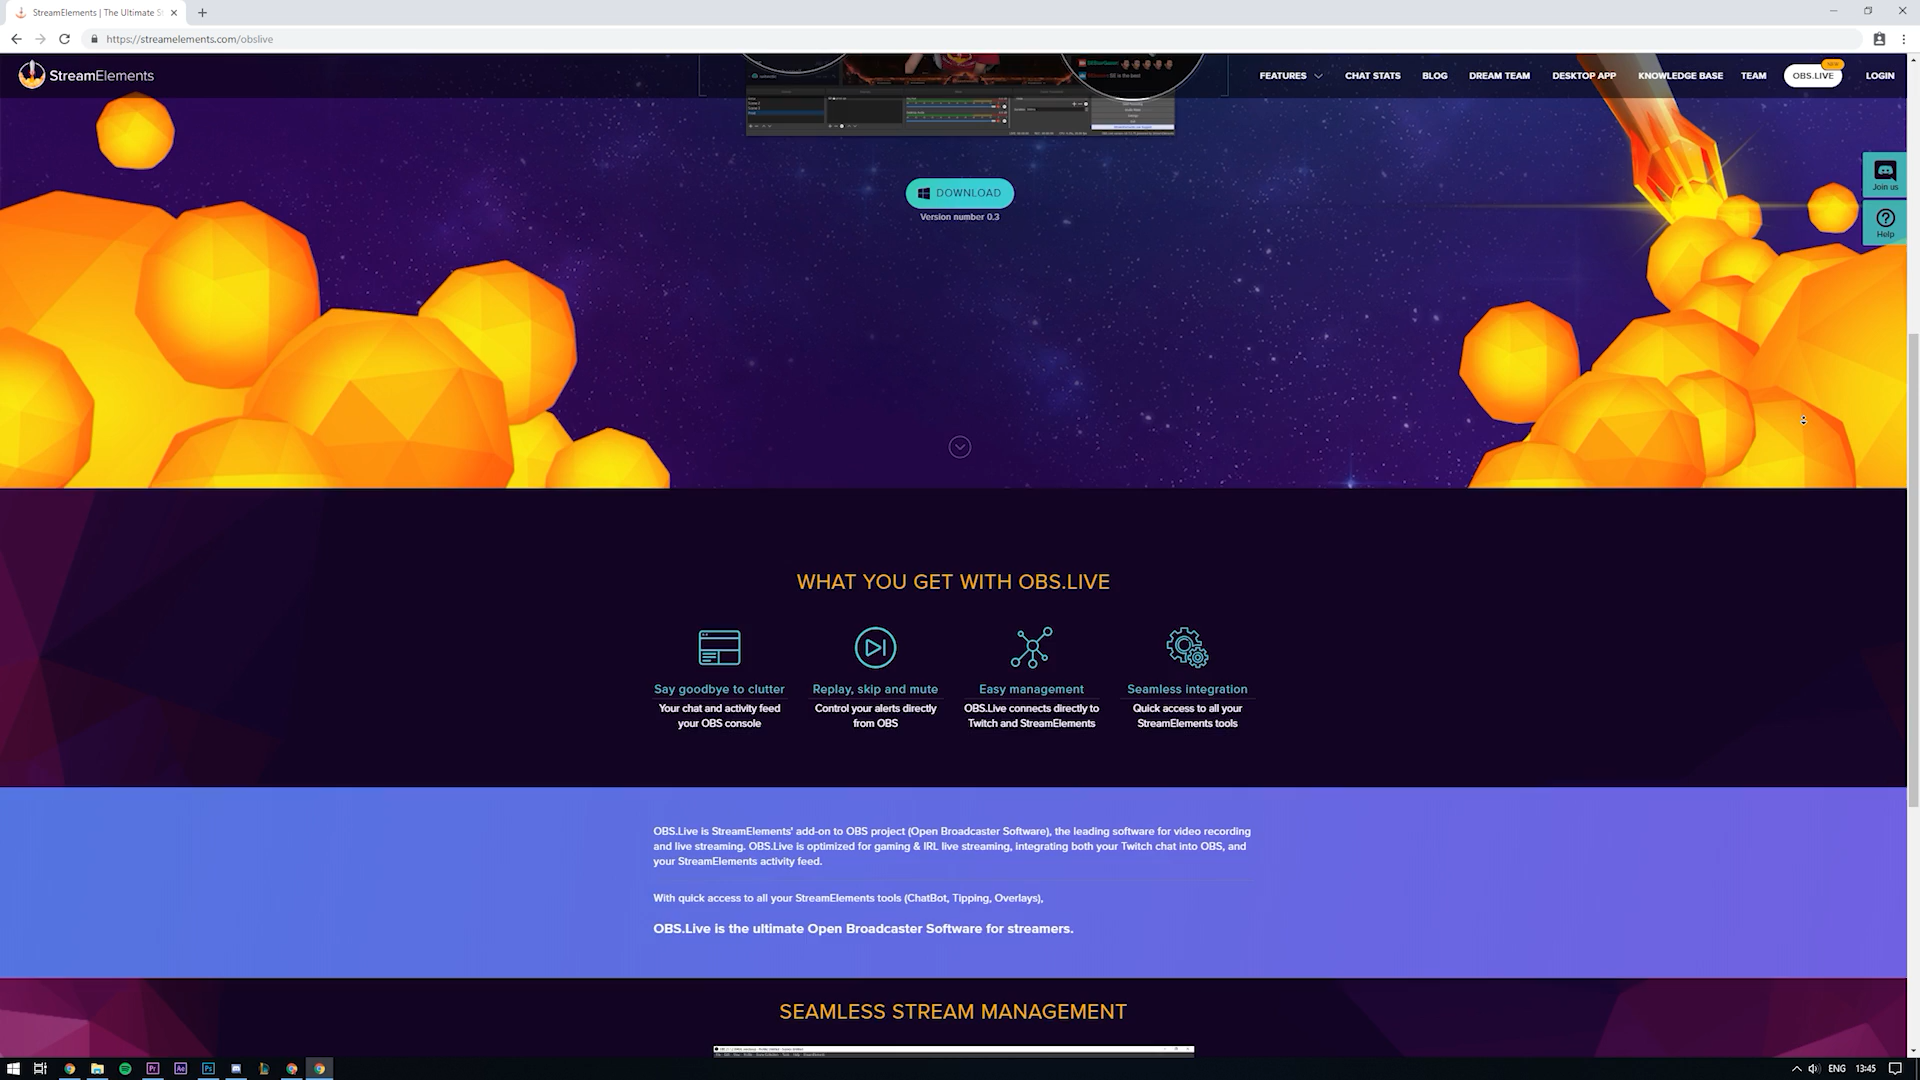 StreamElements | The Ultimate S
https://streamelements.com/obslive
StreamElements
FEATURES
CHAT STATS
BLOG
DREAM TEAM
DESKTOP APP
KNOWLEDGE BASE
TEAM
NEW
OBS.LIVE
LOGIN
Join us
Help
DOWNLOAD
Version number 0.3
WHAT YOU GET WITH OBS.LIVE
Say goodbye to clutter
Your chat and activity feed
your OBS console
Replay, skip and mute
Control your alerts directly
from OBS
Easy management
OBS.Live connects directly to
Twitch and StreamElements
Seamless integration
Quick access to all your
StreamElements tools
OBS.Live is StreamElements' add-on to OBS project (Open Broadcaster Software), the leading software for video recording
and live streaming. OBS.Live is optimized for gaming & IRL live streaming, integrating both your Twitch chat into OBS, and
your StreamElements activity feed.
With quick access to all your StreamElements tools (ChatBot, Tipping, Overlays),
OBS.Live is the ultimate Open Broadcaster Software for streamers.
SEAMLESS STREAM MANAGEMENT
Pr
Ae
Ps
ENG
13:45